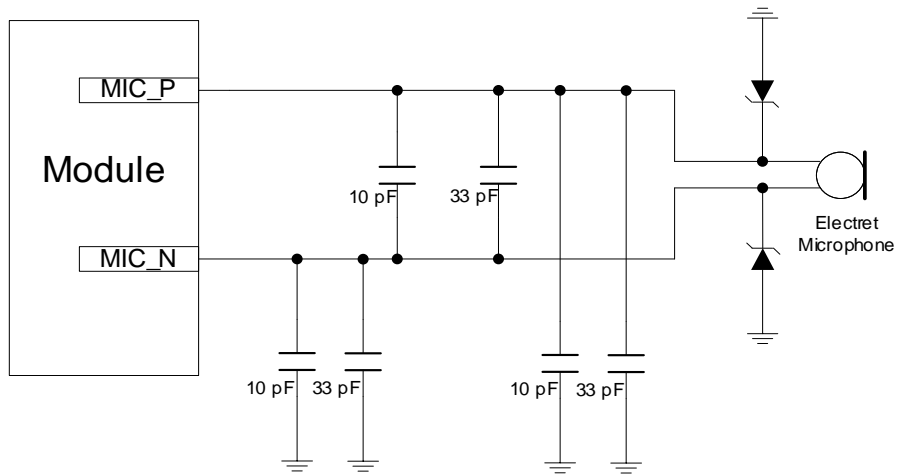 MIC_P
Module
10 pF
33 pF
Electret
Microphone
MIC_N
10 pF
33 pF
10 pF
33 pF